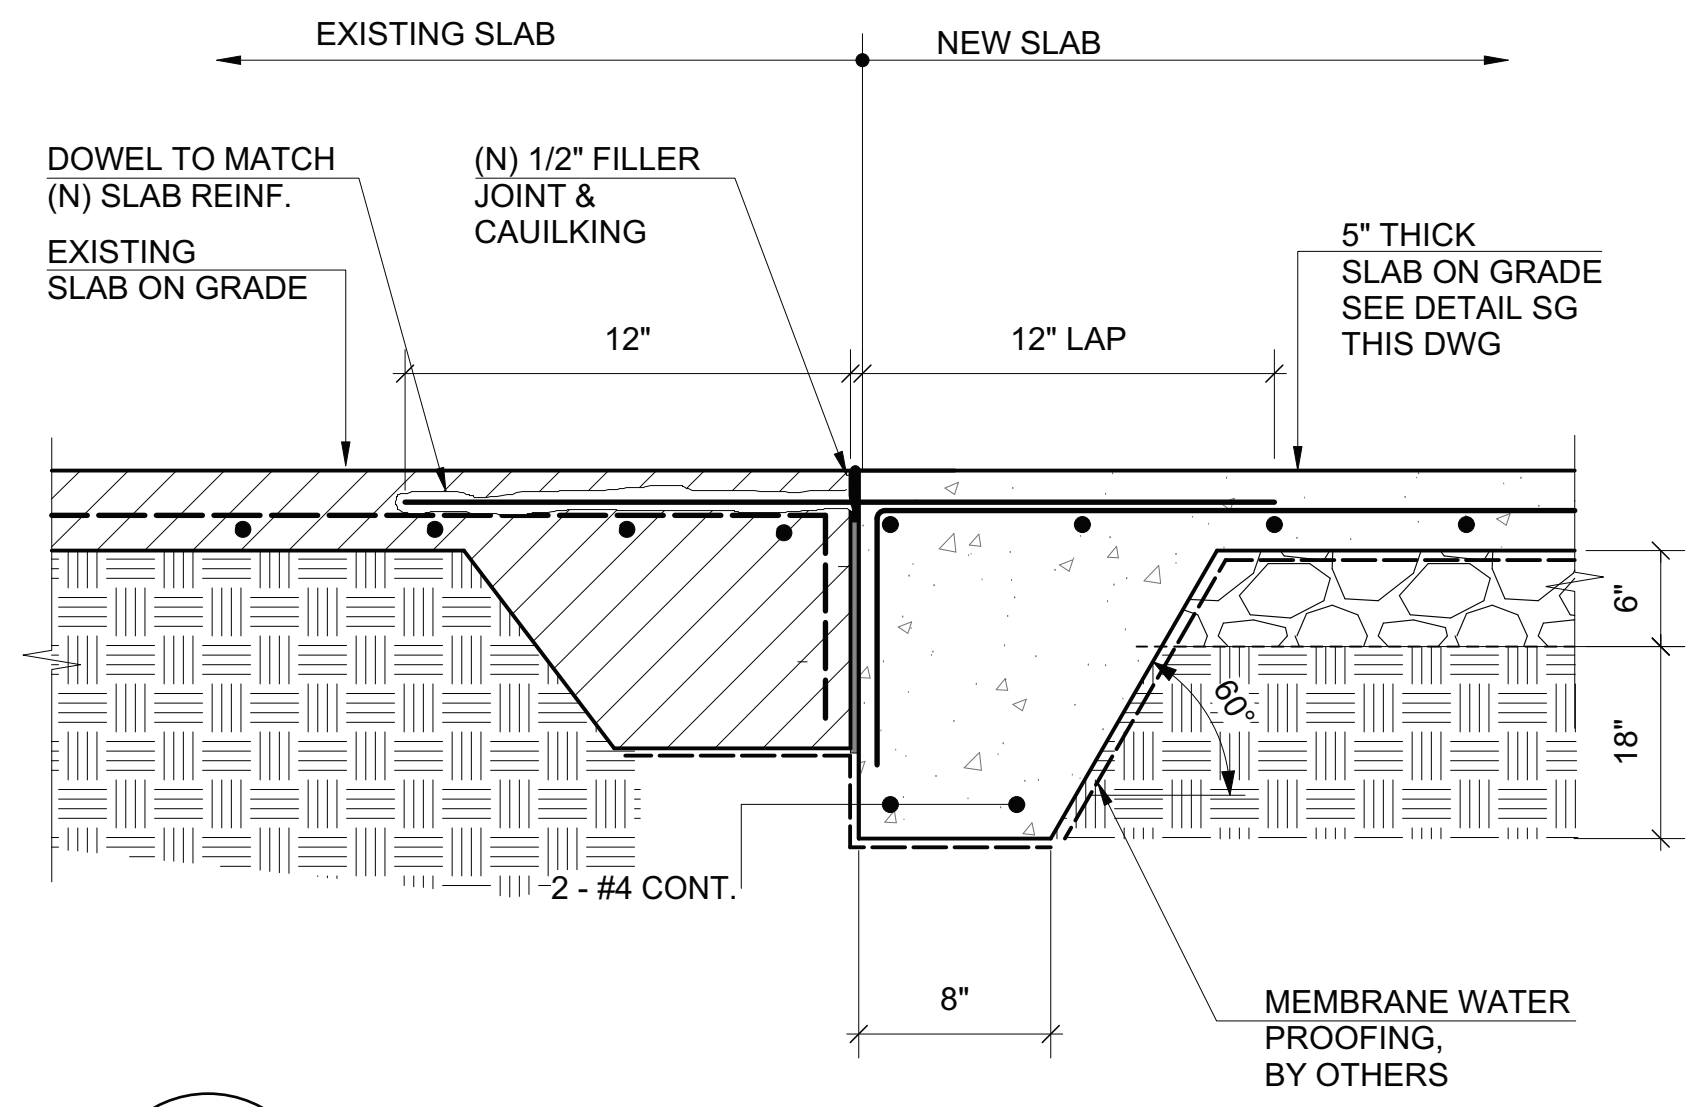 EXISTING SLAB
NEW SLAB
DOWEL TO MATCH
(N) SLAB REINF.
(N) 1/2" FILLER
JOINT &
CAUILKING
EXISTING
SLAB ON GRADE
5" THICK
SLAB ON GRADE
SEE DETAIL SG
THIS DWG
12"
12" LAP
6"
60°
18"
2 - #4 CONT.
8"
MEMBRANE WATER
PROOFING,
BY OTHERS